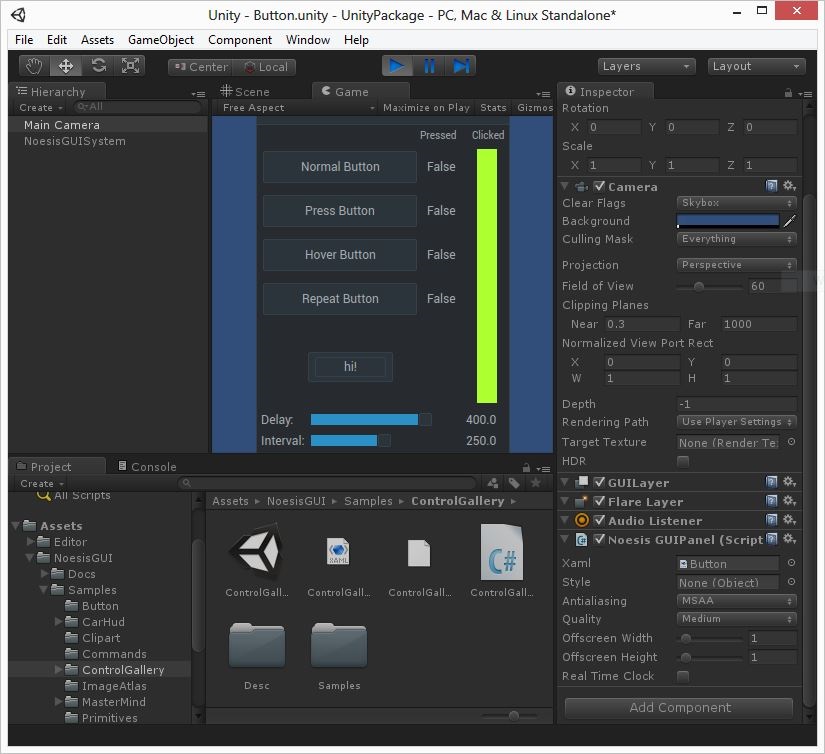 Unity - Button.unity - UnityPackage - PC, Mac & Linux Standalone*
File Edit Assets GameObject Component Window Help
Center Local Layers Layout
Hierarchy
Create All
Main Camera
NoesisGUISystem
Scene Game
Free Aspect Maximize on Play Stats Gizmos
Pressed Clicked
Normal Button False
Press Button False
Hover Button False
Repeat Button False
hi!
Delay: 400.0
Interval: 250.0
Inspector
Rotation
X 0 Y 0 Z 0
Scale
X 1 Y 1 Z 1
Camera
Clear Flags Skybox
Background
Culling Mask Everything
Projection Perspective
Field of View 60
Clipping Planes
Near 0.3 Far 1000
Normalized View Port Rect
X 0 Y 0
W 1 H 1
Depth -1
Rendering Path Use Player Settings
Target Texture None (Render Te
HDR
GUILayer
Flare Layer
Audio Listener
Noesis GUIPanel (Script
Xaml Button
Style None (Object)
Antialiasing MSAA
Quality Medium
Offscreen Width 1
Offscreen Height 1
Real Time Clock
Add Component
Project Console
Create
All Scripts
Assets
Editor
NoesisGUI
Docs
Samples
Button
CarHud
Clipart
Commands
ControlGallery
ImageAtlas
MasterMind
Primitives
Assets NoesisGUI Samples ControlGallery
XAML C#
ControlGall... ControlGall... ControlGall... ControlGall...
Desc Samples